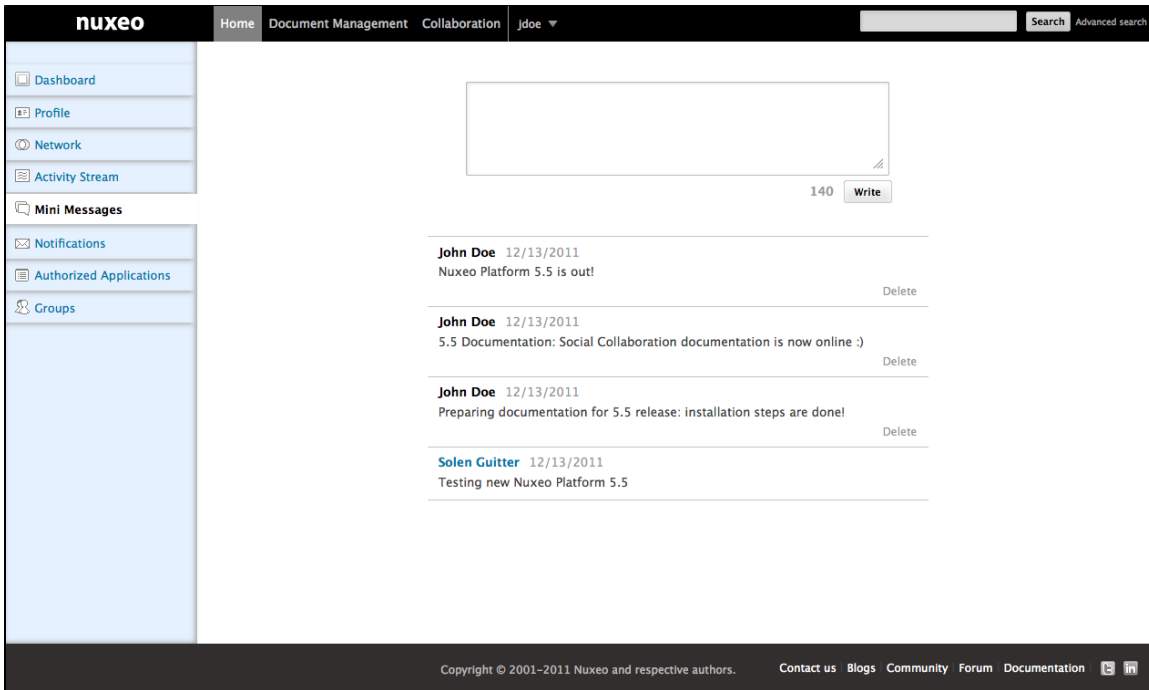 nuxeo Home Document Management Collaboration jdoe Search Advanced search
Dashboard
Profile
Network
Activity Stream
Mini Messages
Notifications
Authorized Applications
Groups
140 Write
John Doe 12/13/2011
Nuxeo Platform 5.5 is out!
Delete
John Doe 12/13/2011
5.5 Documentation: Social Collaboration documentation is now online :)
Delete
John Doe 12/13/2011
Preparing documentation for 5.5 release: installation steps are done!
Delete
Solen Guitter 12/13/2011
Testing new Nuxeo Platform 5.5
Copyright © 2001-2011 Nuxeo and respective authors. Contact us Blogs Community Forum Documentation t in